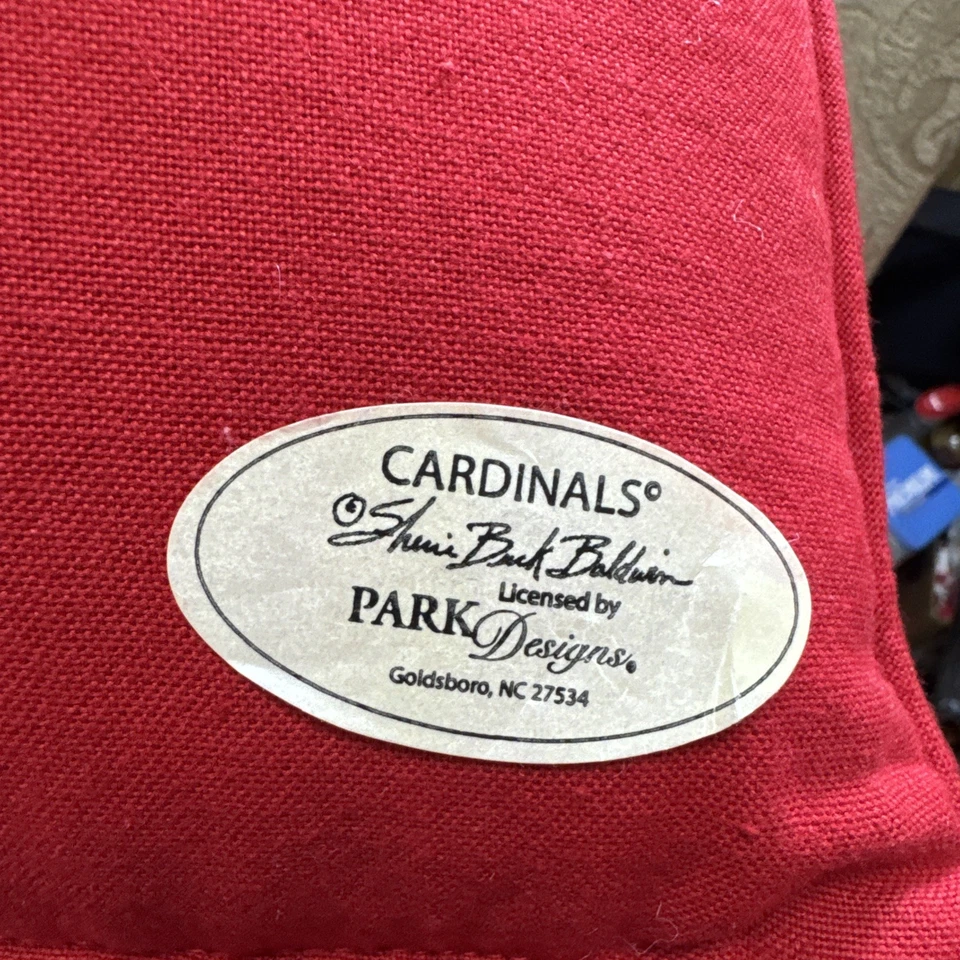 CARDINALS©
© Sherri Buck Baldwin
Licensed by
PARK Designs®
Goldsboro, NC 27534